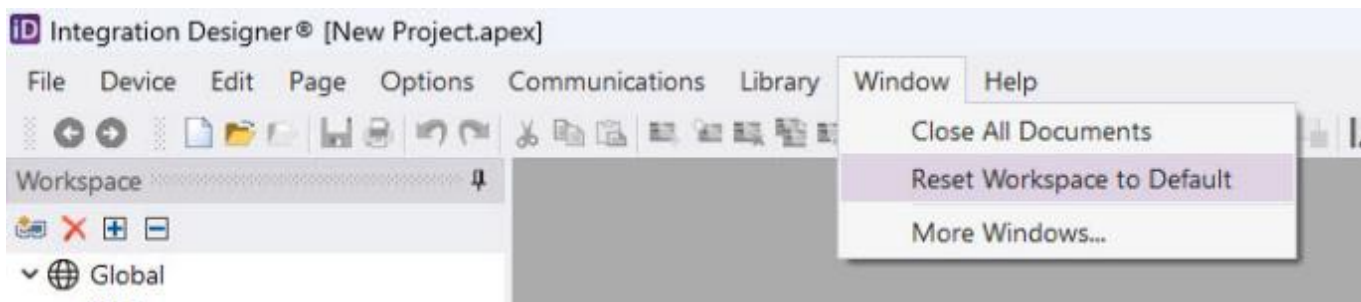 iD Integration Designer® [New Project.apex]
File Device Edit Page Options Communications Library Window Help
Close All Documents
Workspace
Reset Workspace to Default
More Windows...
Global